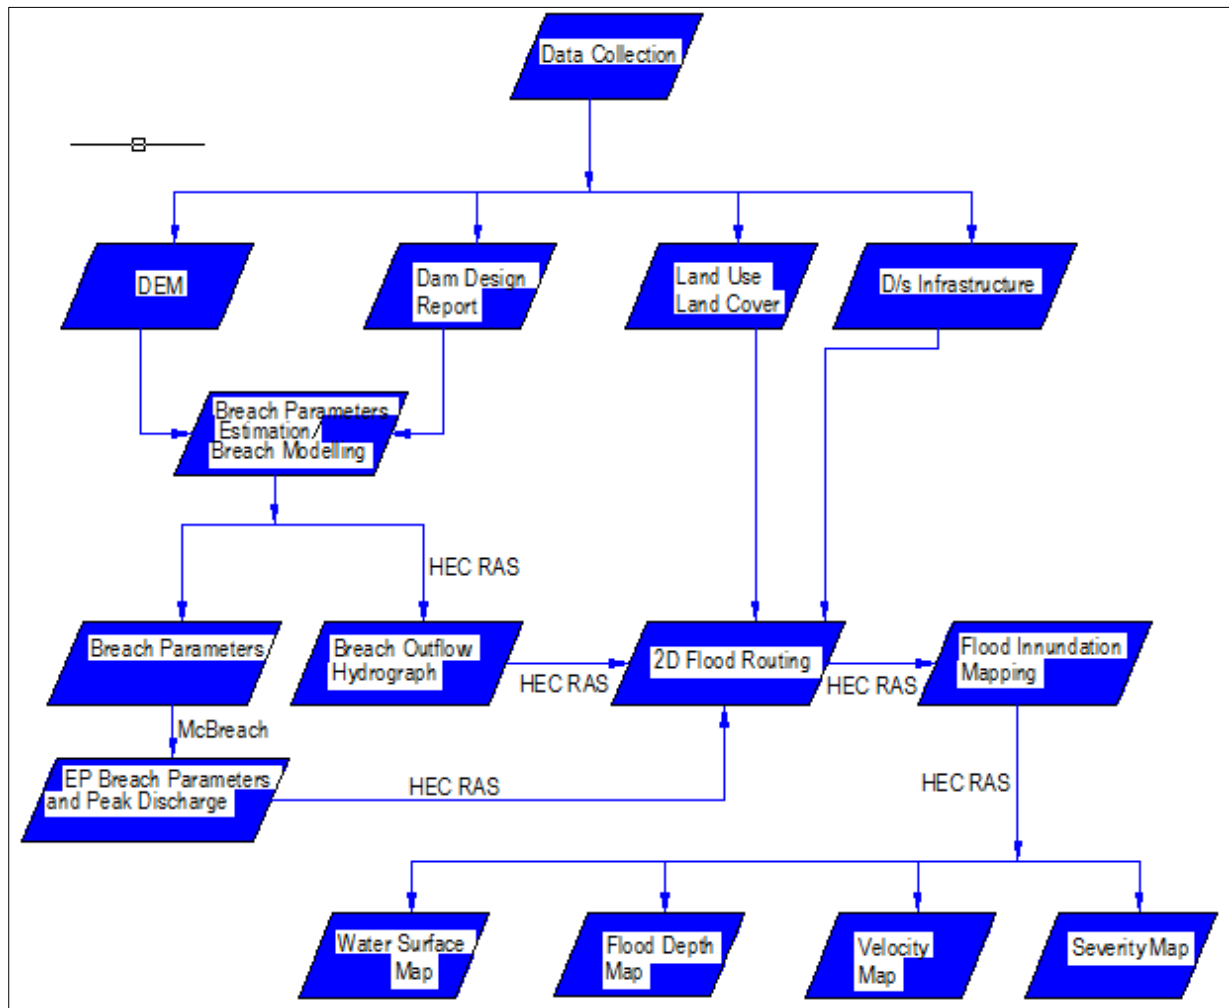 Data Collection
DEM
Dam Design
Report
Land Use
Land Cover
D/s Infrastructure
Breach Parameters
Estimation/
Breach Modelling
HEC RAS
Breach Parameters
Breach Outflow
Hydrograph
HEC RAS
2D Flood Routing
HEC RAS
Flood Innundation
Mapping
McBreach
EP Breach Parameters
and Peak Discharge
HEC RAS
HEC RAS
Water Surface
Map
Flood Depth
Map
Velocity
Map
Severity Map